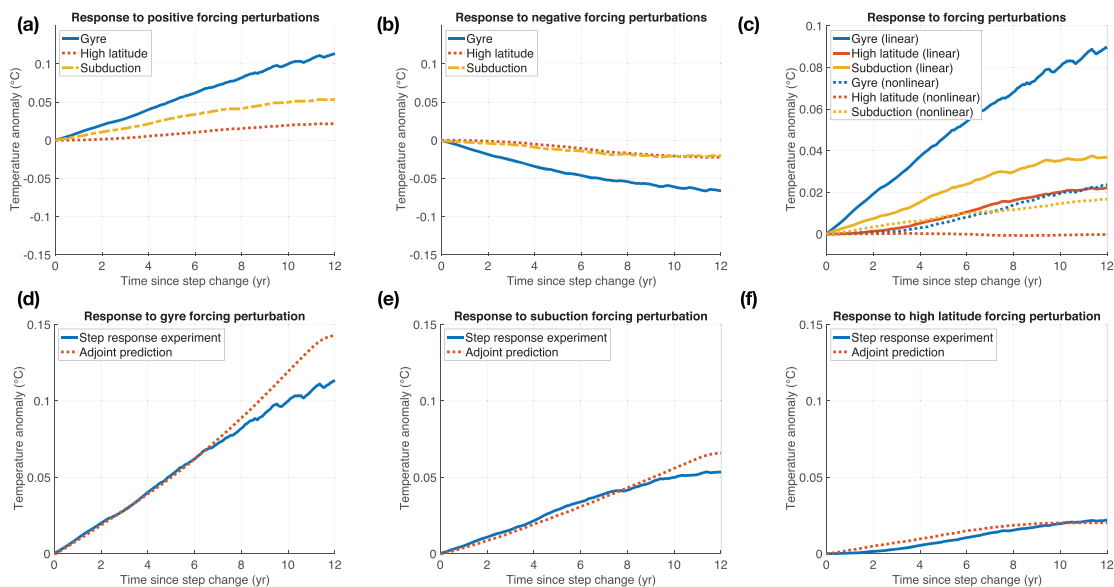 (a)
Response to positive forcing perturbations
Gyre
High latitude
Subduction
Temperature anomaly (°C)
0.1
0.05
0
-0.05
-0.1
-0.15
0 2 4 6 8 10 12
Time since step change (yr)
(b)
Response to negative forcing perturbations
Gyre
High latitude
Subduction
Temperature anomaly (°C)
0.1
0.05
0
-0.05
-0.1
-0.15
0 2 4 6 8 10 12
Time since step change (yr)
(c)
Response to forcing perturbations
Gyre (linear)
High latitude (linear)
Subduction (linear)
Gyre (nonlinear)
High latitude (nonlinear)
Subduction (nonlinear)
Temperature anomaly (°C)
0.1
0.08
0.06
0.04
0.02
0
0 2 4 6 8 10 12
Time since step change (yr)
(d)
Response to gyre forcing perturbation
Step response experiment
Adjoint prediction
Temperature anomaly (°C)
0.15
0.1
0.05
0
0 2 4 6 8 10 12
Time since step change (yr)
(e)
Response to subuction forcing perturbation
Step response experiment
Adjoint prediction
Temperature anomaly (°C)
0.15
0.1
0.05
0
0 2 4 6 8 10 12
Time since step change (yr)
(f)
Response to high latitude forcing perturbation
Step response experiment
Adjoint prediction
Temperature anomaly (°C)
0.15
0.1
0.05
0
0 2 4 6 8 10 12
Time since step change (yr)